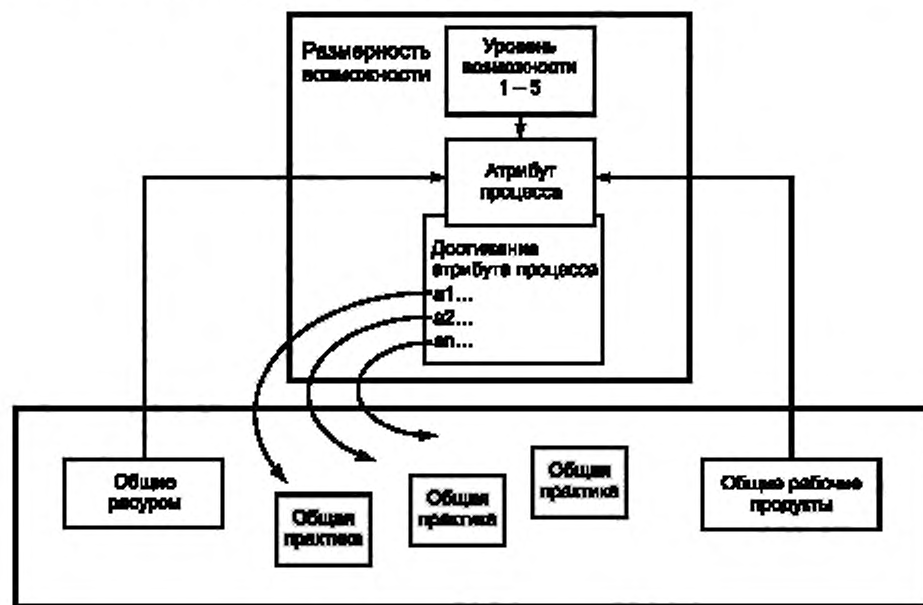 Размерность
возможности
Уровень
возможности
1 – 5
Атрибут
процесса
Достижение
атрибута процесса
a1...
a2...
an...
Общие
ресурсы
Общая
практика
Общая
практика
Общая
практика
Общие рабочие
продукты